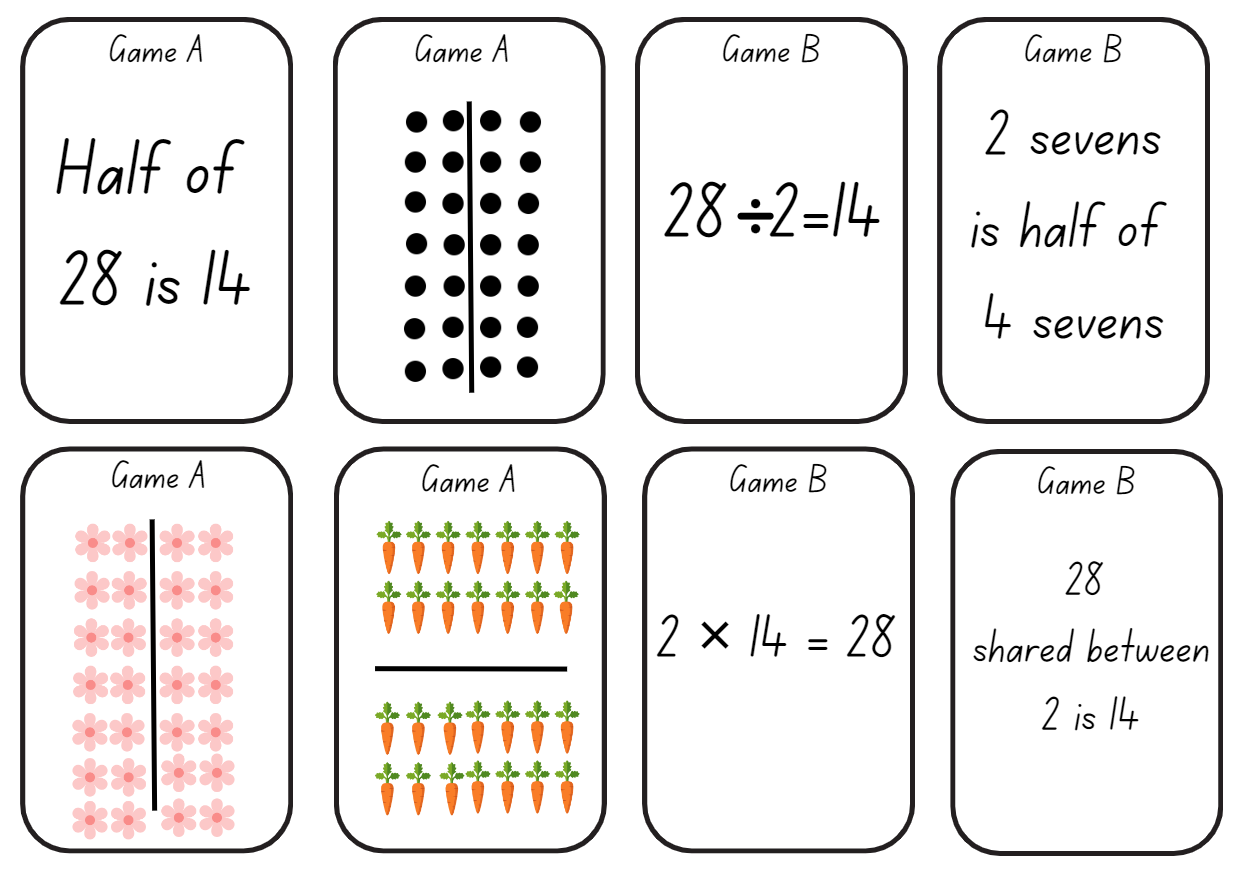 Game A
Half of
28 is 14
Game A
Game B
28 ÷2=14
Game B
2 sevens
is half of
4 sevens
Game A
Game A
Game B
2 × 14 = 28
Game B
28
shared between
2 is 14